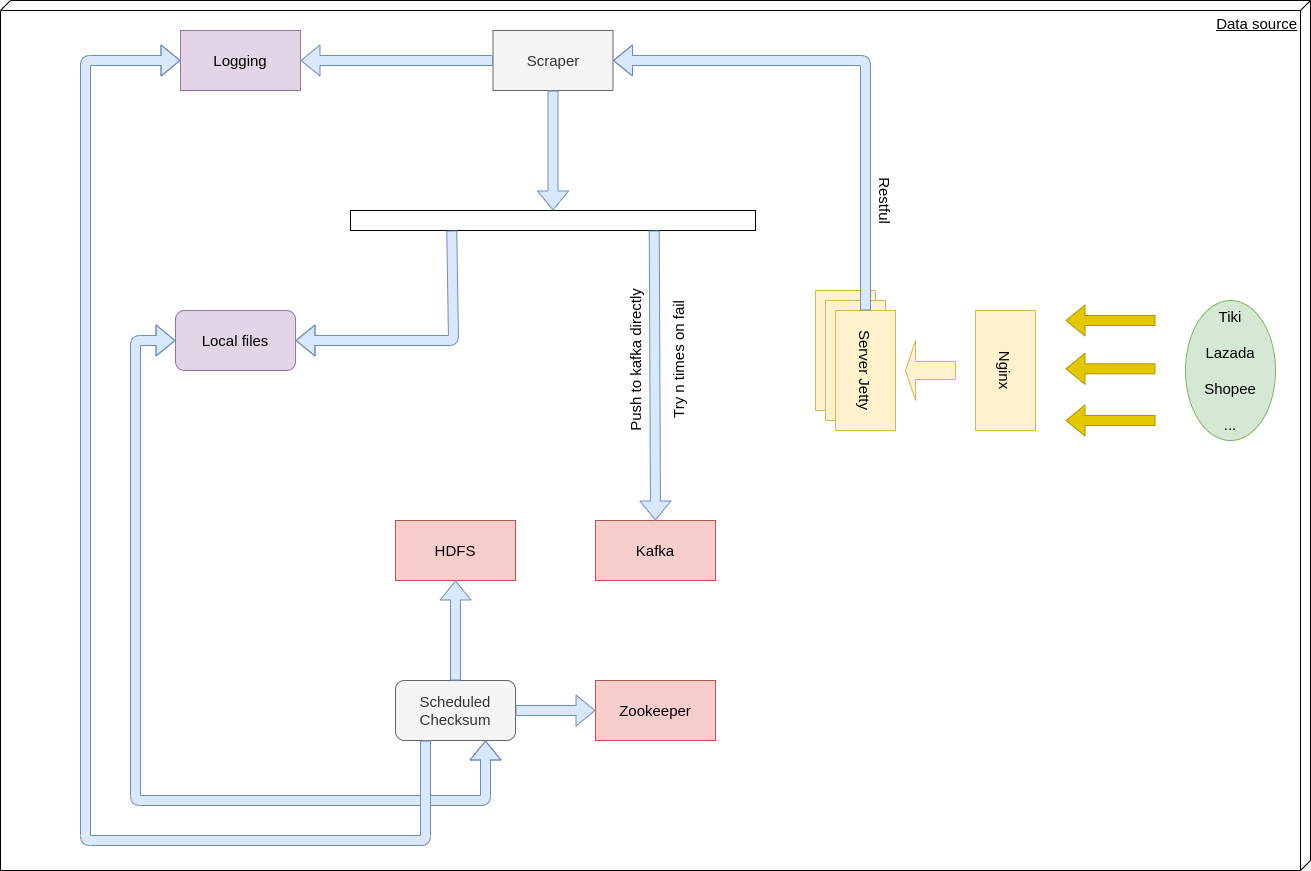 Data source
Logging
Scraper
Restful
Local files
Push to kafka directly
Try n times on fail
Server Jetty
Nginx
Tiki
Lazada
Shopee
...
HDFS
Kafka
Scheduled
Checksum
Zookeeper